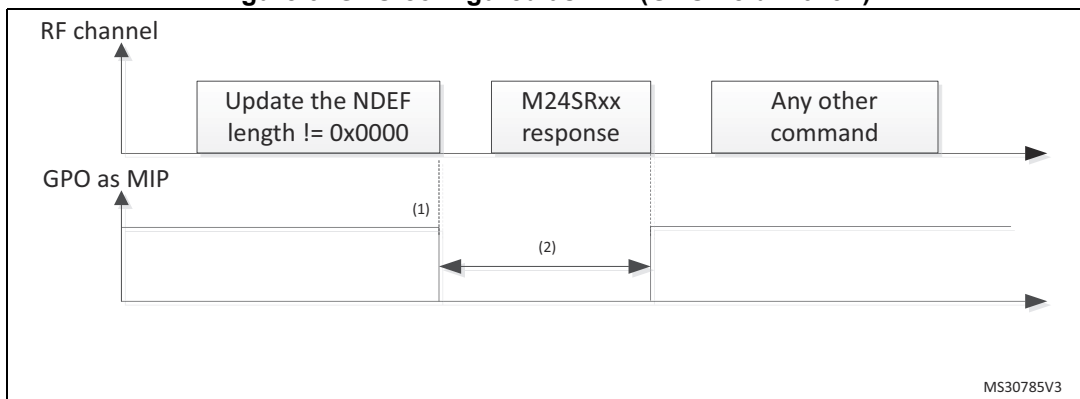 RF channel
Update the NDEF
length != 0x0000
M24SRxx
response
Any other
command
GPO as MIP
(1)
(2)
MS30785V3